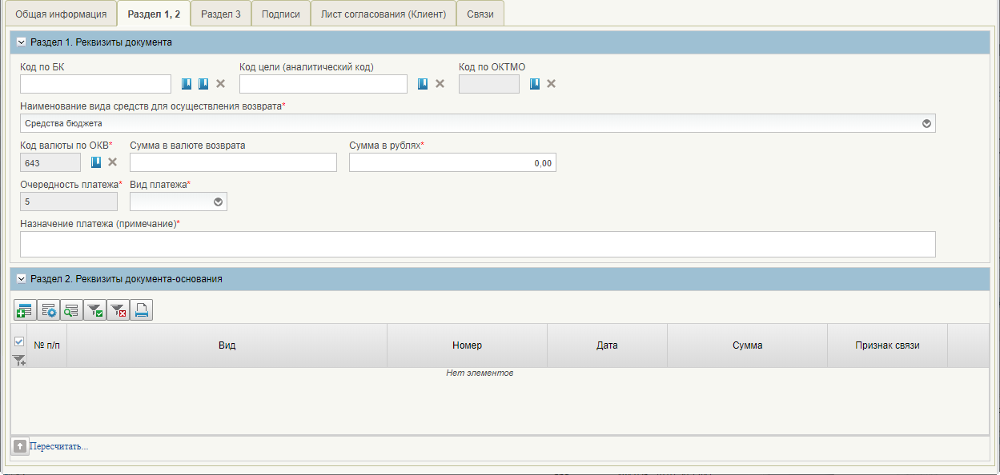 Общая информация Раздел 1, 2 Раздел 3 Подписи Лист согласования (Клиент) Связи
Раздел 1. Реквизиты документа
Код по БК Код цели (аналитический код) Код по ОКТМО
Наименование вида средств для осуществления возврата*
Средства бюджета
Код валюты по ОКВ* Сумма в валюте возврата Сумма в рублях*
643 0,00
Очередность платежа* Вид платежа*
5
Назначение платежа (примечание)*
Раздел 2. Реквизиты документа-основания
№ п/п Вид Номер Дата Сумма Признак связи
Нет элементов
Пересчитать...